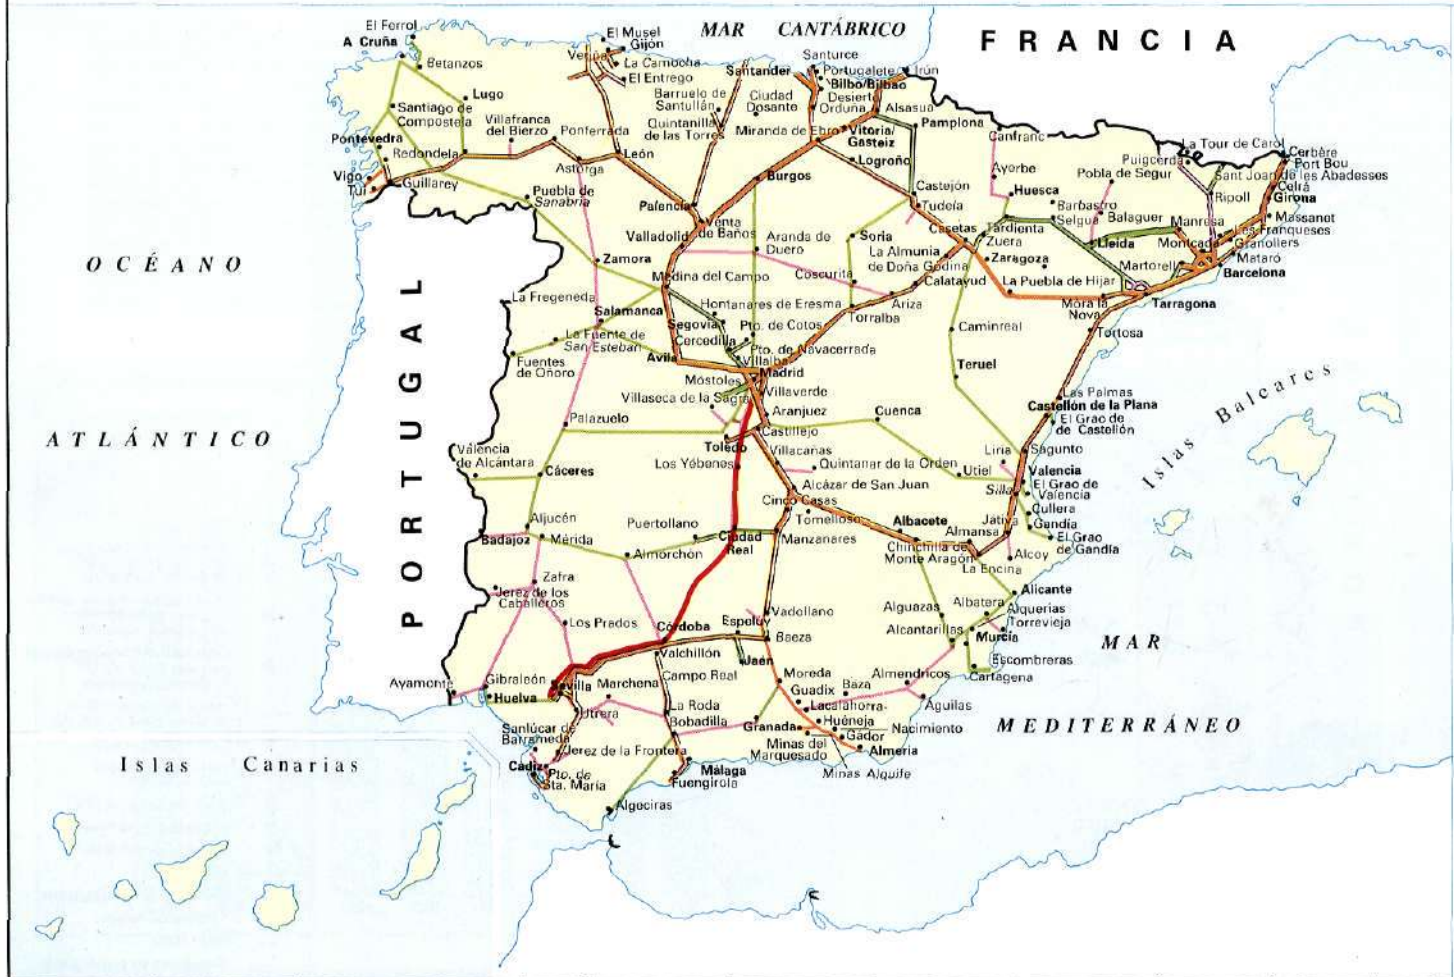 El Ferrol
A Coruña
Betanzos
Lugo
Santiago de
Compostela
Pontevedra
Redondela
Vigo
Tui
Guillarey
Villafranca
del Bierzo
Ponferrada
Astorga
León
Puebla de
Sanabria
El Musel
Gijón
La Camocha
El Entrego
MAR CANTÁBRICO
FRANCIA
Santurce
Santander
Portugalete
Irún
Bilbo/Bilbao
Desierto
Orduña
Alsasua
Barruelo de
Santullán
Ciudad
Dosante
Quintanilla
de las Torres
Miranda de Ebro
Vitoria/
Gasteiz
Pamplona
Logroño
Burgos
Castejón
Tudela
Canfranc
Ayerbe
Huesca
Barbastro
Selgua
Tardienta
Zuera
Casetas
Zaragoza
La Tour de Carol
Puigcerdá
Pobla de Segur
Cerbère
Port Bou
Sant Joan de les Abadesses
Celrá
Ripoll
Girona
Balaguer
Manresa
Massanet
Les Franqueses
Lleida
Montcada
Granollers
Martorell
Mataró
Barcelona
Palencia
Venta
de Baños
Valladolid
Aranda de
Duero
Soria
La Almunia
de Doña Godina
Coscurita
Calatayud
Ariza
Torralba
La Puebla de Hijar
Móra la
Nova
Tarragona
Tortosa
OCÉANO
ATLÁNTICO
PORTUGAL
Zamora
Medina del Campo
La Fregeneda
Salamanca
Hontanares de Eresma
Segovia
Pto. de Cotos
Cercedilla
Pto. de Navacerrada
Villalba
La Fuente de
San Esteban
Fuentes
de Oñoro
Avila
Madrid
Móstoles
Villaverde
Villaseca de la Sagra
Aranjuez
Caminreal
Teruel
Cuenca
Las Palmas
Castellón de la Plana
El Grao de
de Castellón
Islas Baleares
Palazuelo
Castillejo
Toledo
Los Yébenes
Villacañas
Quintanar de la Orden
Utiel
Liria
Sagunto
Valencia
El Grao de
Valencia
Silla
Cullera
Gandía
El Grao
de Gandía
Valencia
de Alcántara
Cáceres
Alcázar de San Juan
Cinco Casas
Tomelloso
Aljucén
Badajoz
Mérida
Puertollano
Ciudad
Real
Manzanares
Almorchón
Albacete
Chinchilla de
Monte Aragón
Almansa
Játiva
Alcoy
La Encina
Alicante
Zafra
Jerez de los
Caballeros
Los Prados
Córdoba
Valchillón
Espeluy
Vadollano
Baeza
Jaén
Alguazas
Albatera
Alquerias
Torrevieja
Alcantarillas
Murcia
Escombreras
Cartagena
MAR
MEDITERRÁNEO
Ayamonte
Gibraleón
Huelva
Sevilla
Marchena
Campo Real
Utrera
La Roda
Bobadilla
Moreda
Guadix
Baza
Almendricos
Lacalahorra-
Huéneja
Aguilas
Granada
Nacimiento
Gador
Minas del
Marquesado
Almería
Minas Alquife
Sanlúcar de
Barrameda
Jerez de la Frontera
Cádiz
Pto. de
Sta. María
Málaga
Fuengirola
Algeciras
Islas Canarias